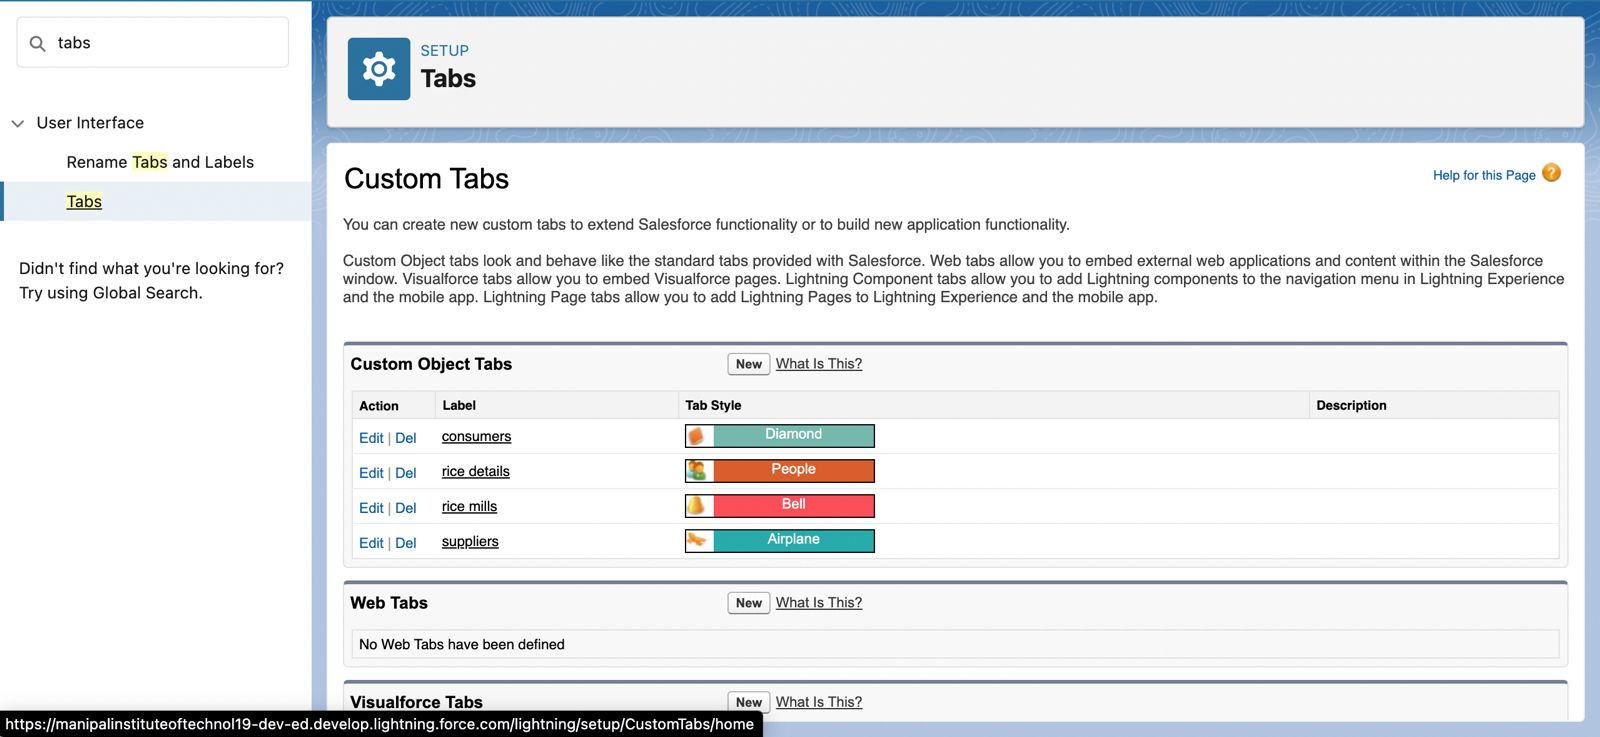 tabs
User Interface
Rename Tabs and Labels
Tabs
Didn't find what you're looking for?
Try using Global Search.
SETUP
Tabs
Custom Tabs
Help for this Page ?
You can create new custom tabs to extend Salesforce functionality or to build new application functionality.
Custom Object tabs look and behave like the standard tabs provided with Salesforce. Web tabs allow you to embed external web applications and content within the Salesforce
window. Visualforce tabs allow you to embed Visualforce pages. Lightning Component tabs allow you to add Lightning components to the navigation menu in Lightning Experience
and the mobile app. Lightning Page tabs allow you to add Lightning Pages to Lightning Experience and the mobile app.
Custom Object Tabs New What Is This?
Action Label Tab Style Description
Edit | Del consumers Diamond
Edit | Del rice details People
Edit | Del rice mills Bell
Edit | Del suppliers Airplane
Web Tabs New What Is This?
No Web Tabs have been defined
Visualforce Tabs New What Is This?
https://manipalinstituteoftechnol19-dev-ed.develop.lightning.force.com/lightning/setup/CustomTabs/home